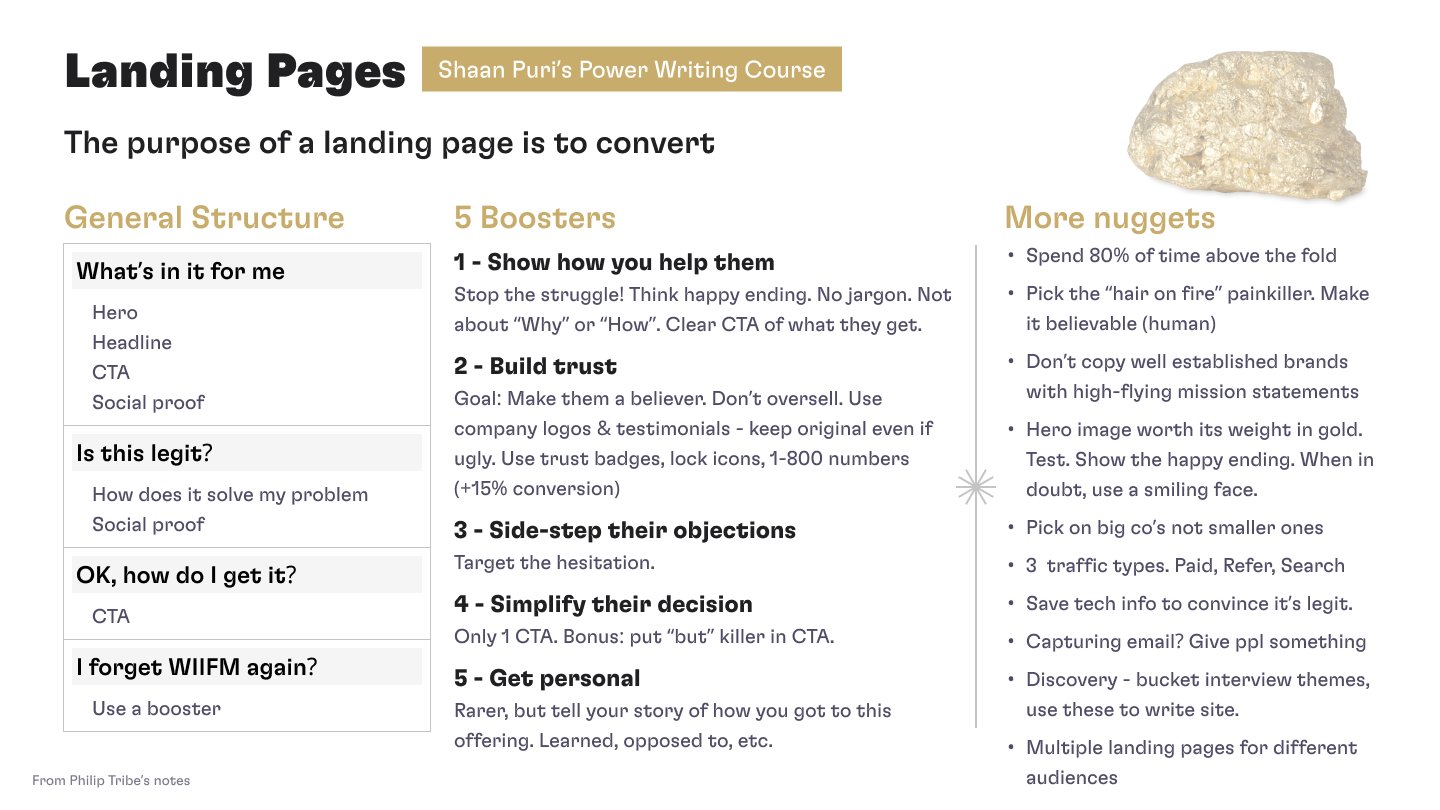 Landing Pages
Shaan Puri's Power Writing Course
The purpose of a landing page is to convert
General Structure
What's in it for me
Hero
Headline
CTA
Social proof
Is this legit?
How does it solve my problem
Social proof
OK, how do I get it?
CTA
I forget WIIFM again?
Use a booster
5 Boosters
1 - Show how you help them
Stop the struggle! Think happy ending. No jargon. Not
about “Why” or “How”. Clear CTA of what they get.
2 - Build trust
Goal: Make them a believer. Don't oversell. Use
company logos & testimonials - keep original even if
ugly. Use trust badges, lock icons, 1-800 numbers
(+15% conversion)
3 - Side-step their objections
Target the hesitation.
4 - Simplify their decision
Only 1 CTA. Bonus: put “but” killer in CTA.
5 - Get personal
Rarer, but tell your story of how you got to this
offering. Learned, opposed to, etc.
More nuggets
• Spend 80% of time above the fold
• Pick the “hair on fire” painkiller. Make
it believable (human)
• Don't copy well established brands
with high-flying mission statements
• Hero image worth its weight in gold.
Test. Show the happy ending. When in
doubt, use a smiling face.
• Pick on big co's not smaller ones
• 3 traffic types. Paid, Refer, Search
• Save tech info to convince it's legit.
• Capturing email? Give ppl something
• Discovery - bucket interview themes,
use these to write site.
• Multiple landing pages for different
audiences
From Philip Tribe's notes